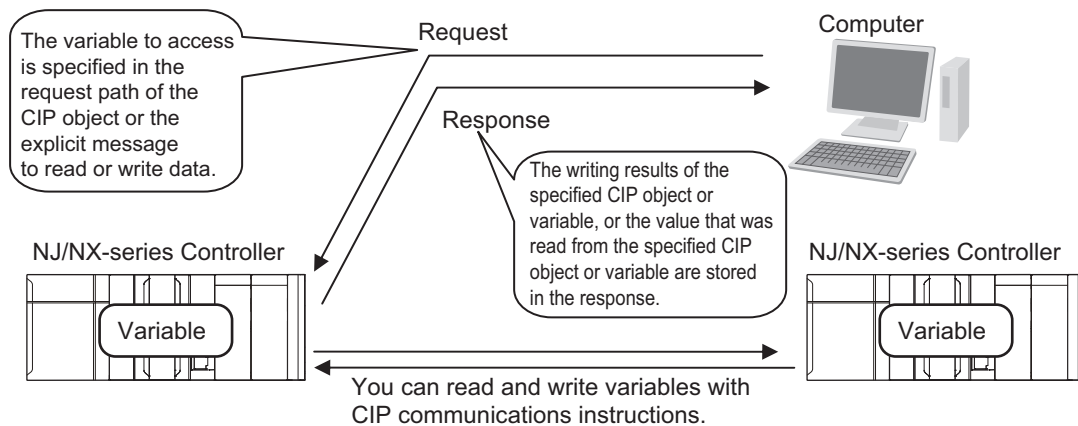 The variable to access
is specified in the
request path of the
CIP object or the
explicit message
to read or write data.
Request
Computer
Response
The writing results of the
specified CIP object or
variable, or the value that was
read from the specified CIP
object or variable are stored
in the response.
NJ/NX-series Controller
NJ/NX-series Controller
Variable
Variable
You can read and write variables with
CIP communications instructions.